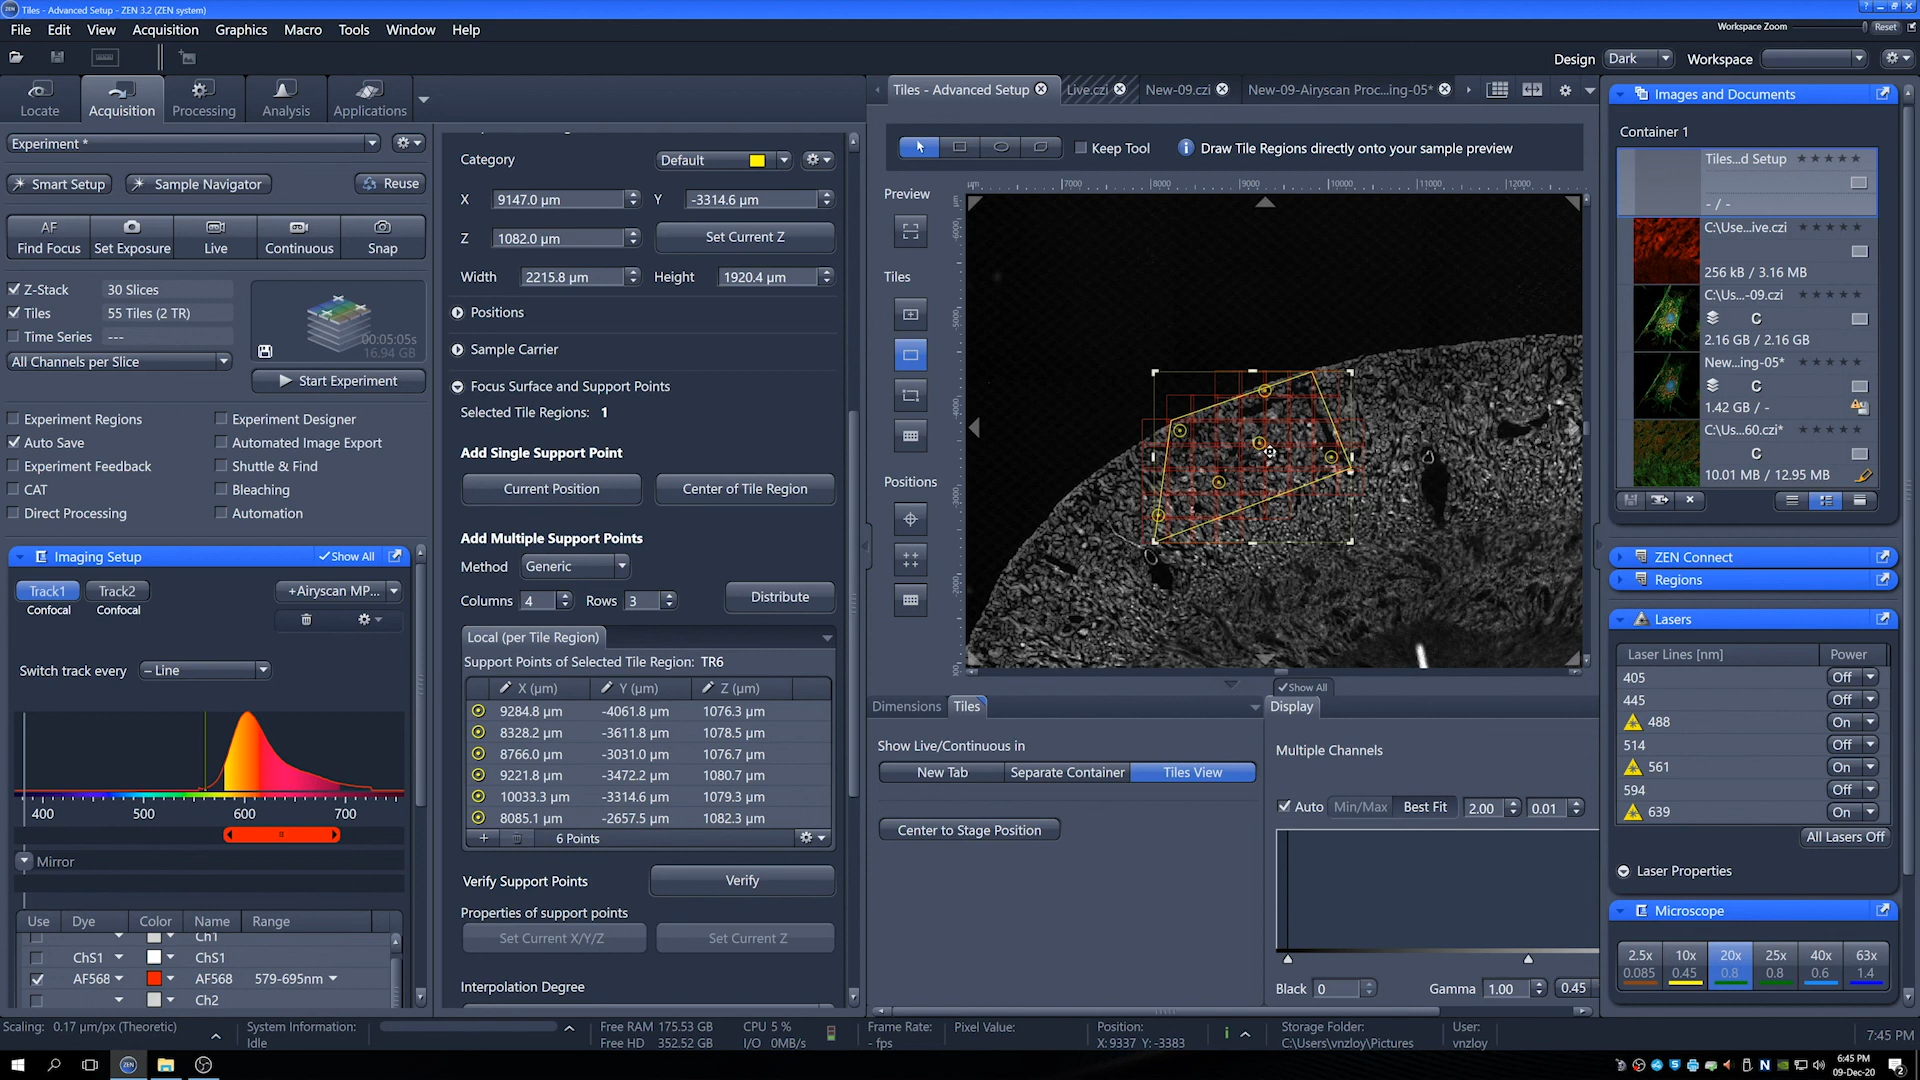 Tiles - Advanced Setup - ZEN 3.2 (ZEN system)
File Edit View Acquisition Graphics Macro Tools Window Help
Workspace Zoom Reset
Design Dark Workspace
Locate Acquisition Processing Analysis Applications
Experiment *
Smart Setup Sample Navigator Reuse
AF
Find Focus Set Exposure Live Continuous Snap
Z-Stack 30 Slices
Tiles 55 Tiles (2 TR)
Time Series ---
00:05:05s
16.94 GB
All Channels per Slice
Start Experiment
Experiment Regions Experiment Designer
Auto Save Automated Image Export
Experiment Feedback Shuttle & Find
CAT Bleaching
Direct Processing Automation
Imaging Setup Show All
Track1 Track2 +Airyscan MP...
Confocal Confocal
Switch track every – Line
400 500 600 700
Mirror
Use Dye Color Name Range
Ch1
ChS1 ChS1
AF568 AF568 579-695nm
Ch2
Category Default
X 9147.0 µm Y -3314.6 µm
Z 1082.0 µm Set Current Z
Width 2215.8 µm Height 1920.4 µm
Positions
Sample Carrier
Focus Surface and Support Points
Selected Tile Regions: 1
Add Single Support Point
Current Position Center of Tile Region
Add Multiple Support Points
Method Generic
Columns 4 Rows 3 Distribute
Local (per Tile Region)
Support Points of Selected Tile Region: TR6
X (µm) Y (µm) Z (µm)
9284.8 µm -4061.8 µm 1076.3 µm
8328.2 µm -3611.8 µm 1078.5 µm
8766.0 µm -3031.0 µm 1076.7 µm
9221.8 µm -3472.2 µm 1080.7 µm
10033.3 µm -3314.6 µm 1079.3 µm
8085.1 µm -2657.5 µm 1082.3 µm
6 Points
Verify Support Points Verify
Properties of support points
Set Current X/Y/Z Set Current Z
Interpolation Degree
Tiles - Advanced Setup Live.czi New-09.czi New-09-Airyscan Proc...ing-05*
Keep Tool Draw Tile Regions directly onto your sample preview
Preview
Tiles
Positions
µm 7000 8000 9000 10000 11000 12000
-6000
-5000
-4000
-3000
-2000
Show All
Dimensions Tiles
Show Live/Continuous in
New Tab Separate Container Tiles View
Center to Stage Position
Display
Multiple Channels
Auto Min/Max Best Fit 2.00 0.01
Black 0 Gamma 1.00 0.45
Images and Documents
Container 1
Tiles...d Setup
- / -
C:\Use...ive.czi
256 kB / 3.16 MB
C:\Us...-09.czi
C
2.16 GB / 2.16 GB
New...ing-05*
C
1.42 GB / -
C:\Us...60.czi*
C
10.01 MB / 12.95 MB
ZEN Connect
Regions
Lasers
Laser Lines [nm] Power
405 Off
445 Off
488 On
514 Off
561 On
594 Off
639 On
All Lasers Off
Laser Properties
Microscope
2.5x 10x 20x 25x 40x 63x
0.085 0.45 0.8 0.8 0.6 1.4
Scaling: 0.17 µm/px (Theoretic)
System Information:
Idle
Free RAM 175.53 GB
Free HD 352.52 GB
CPU 5 %
I/O 0MB/s
Frame Rate:
- fps
Pixel Value:
Position:
X: 9337 Y: -3383
Storage Folder:
C:\Users\vnzloy\Pictures
User:
vnzloy
7:45 PM
ZEN
6:45 PM
09-Dec-20